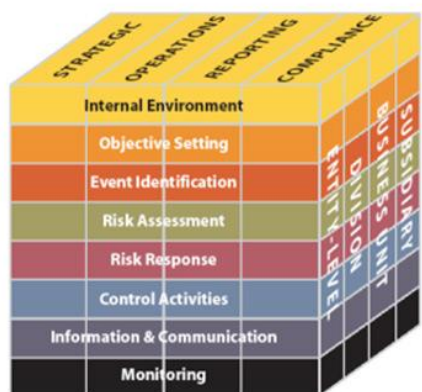 STRATEGIC
OPERATIONS
REPORTING
COMPLIANCE
Internal Environment
Objective Setting
Event Identification
Risk Assessment
Risk Response
Control Activities
Information & Communication
Monitoring
ENTITY-LEVEL
DIVISION
BUSINESS UNIT
SUBSIDIARY